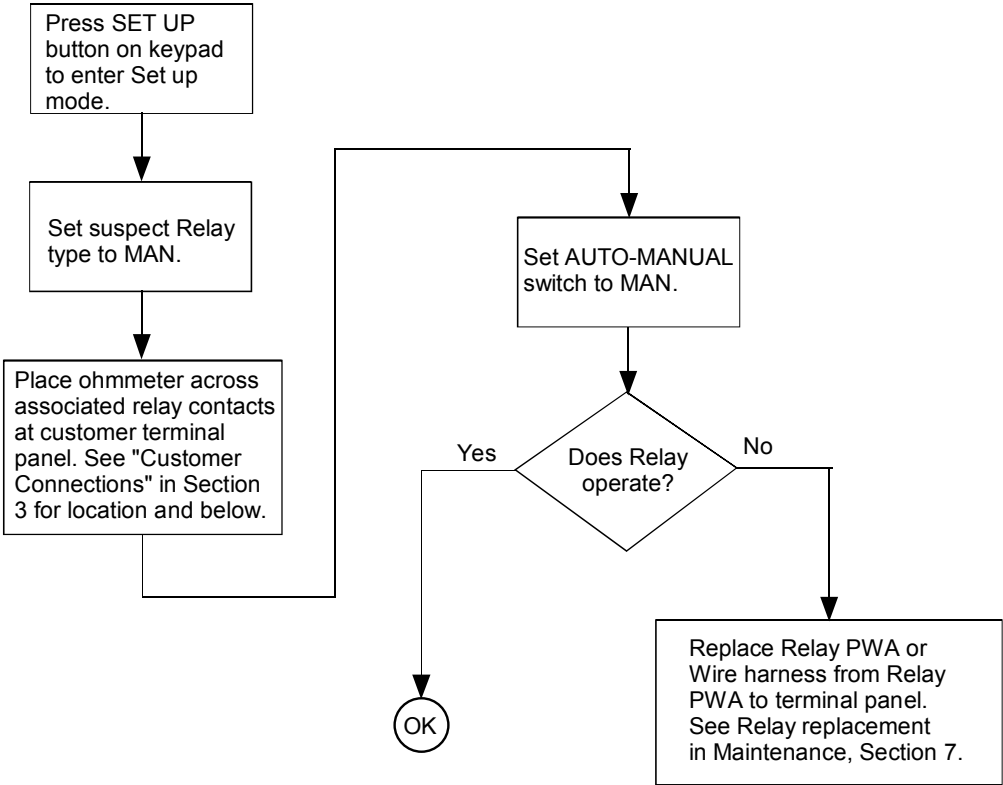 Press SET UP
button on keypad
to enter Set up
mode.
Set suspect Relay
type to MAN.
Place ohmmeter across
associated relay contacts
at customer terminal
panel. See "Customer
Connections" in Section
3 for location and below.
Set AUTO-MANUAL
switch to MAN.
Does Relay
operate?
Yes
No
OK
Replace Relay PWA or
Wire harness from Relay
PWA to terminal panel.
See Relay replacement
in Maintenance, Section 7.